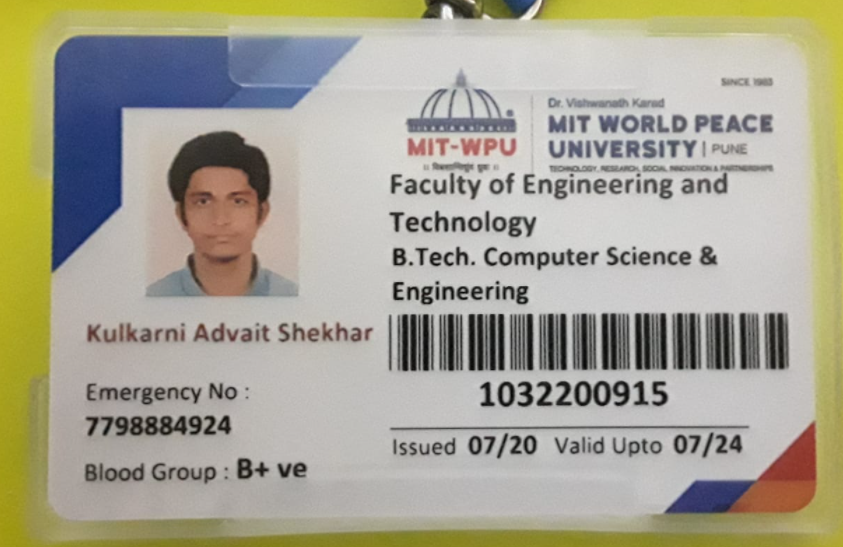 SINCE 1983
Dr. Vishwanath Karad
MIT WORLD PEACE
UNIVERSITY | PUNE
TECHNOLOGY, RESEARCH, SOCIAL INNOVATION & PARTNERSHIPS
MIT-WPU
Faculty of Engineering and
Technology
B.Tech. Computer Science &
Engineering
Kulkarni Advait Shekhar
1032200915
Emergency No :
7798884924
Issued 07/20 Valid Upto 07/24
Blood Group : B+ ve